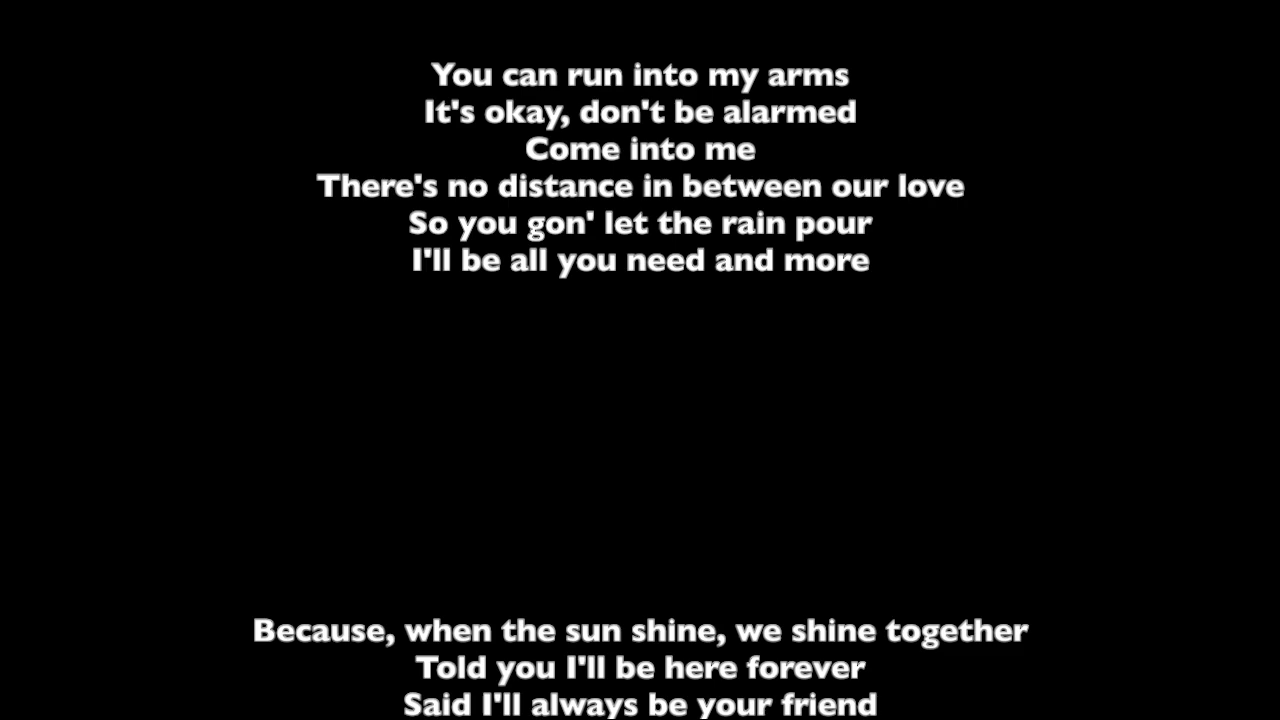 You can run into my arms
It's okay, don't be alarmed
Come into me
There's no distance in between our love
So you gon' let the rain pour
I'll be all you need and more
Because, when the sun shine, we shine together
Told you I'll be here forever
Said I'll always be your friend